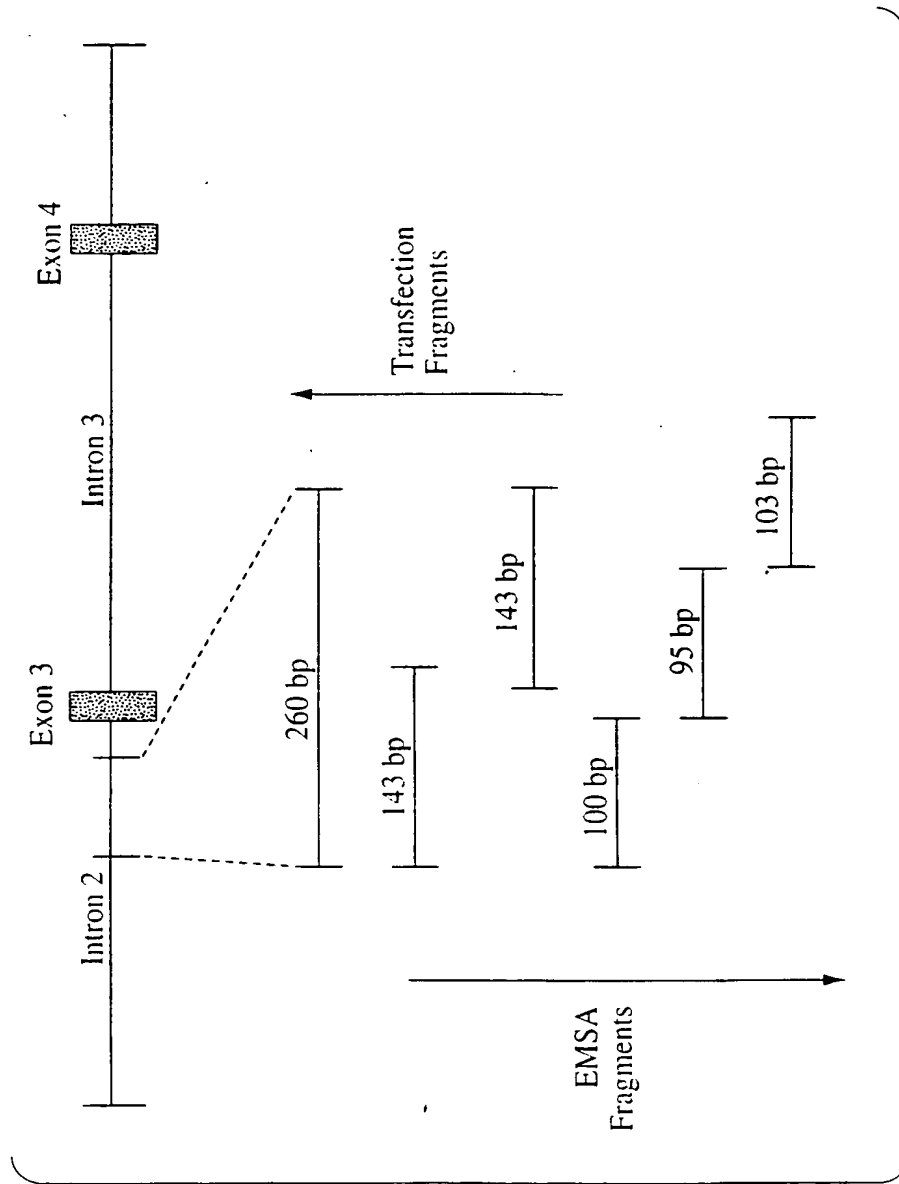 Intron 2
Exon 3
Intron 3
Exon 4
260 bp
143 bp
143 bp
100 bp
95 bp
103 bp
Transfection
Fragments
EMSA
Fragments